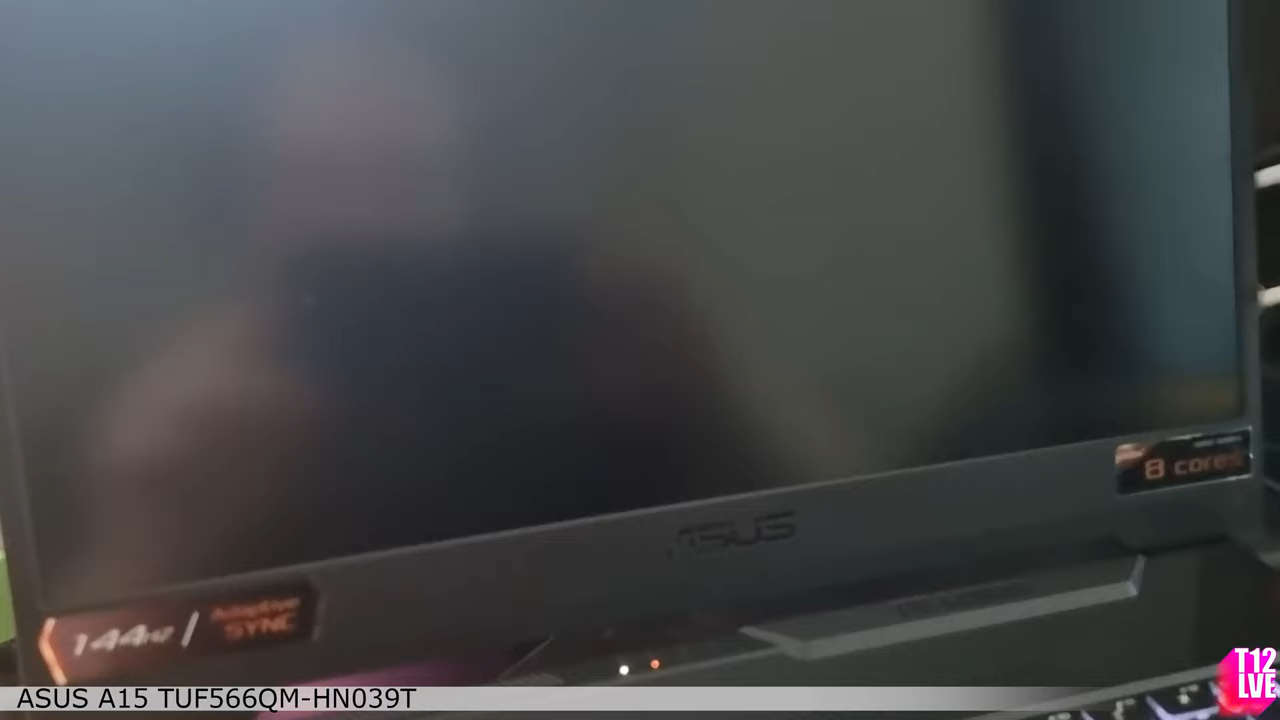 8 cores
ASUS
144Hz / Adaptive
SYNC
ASUS A15 TUF566QM-HN039T
T12
LVE